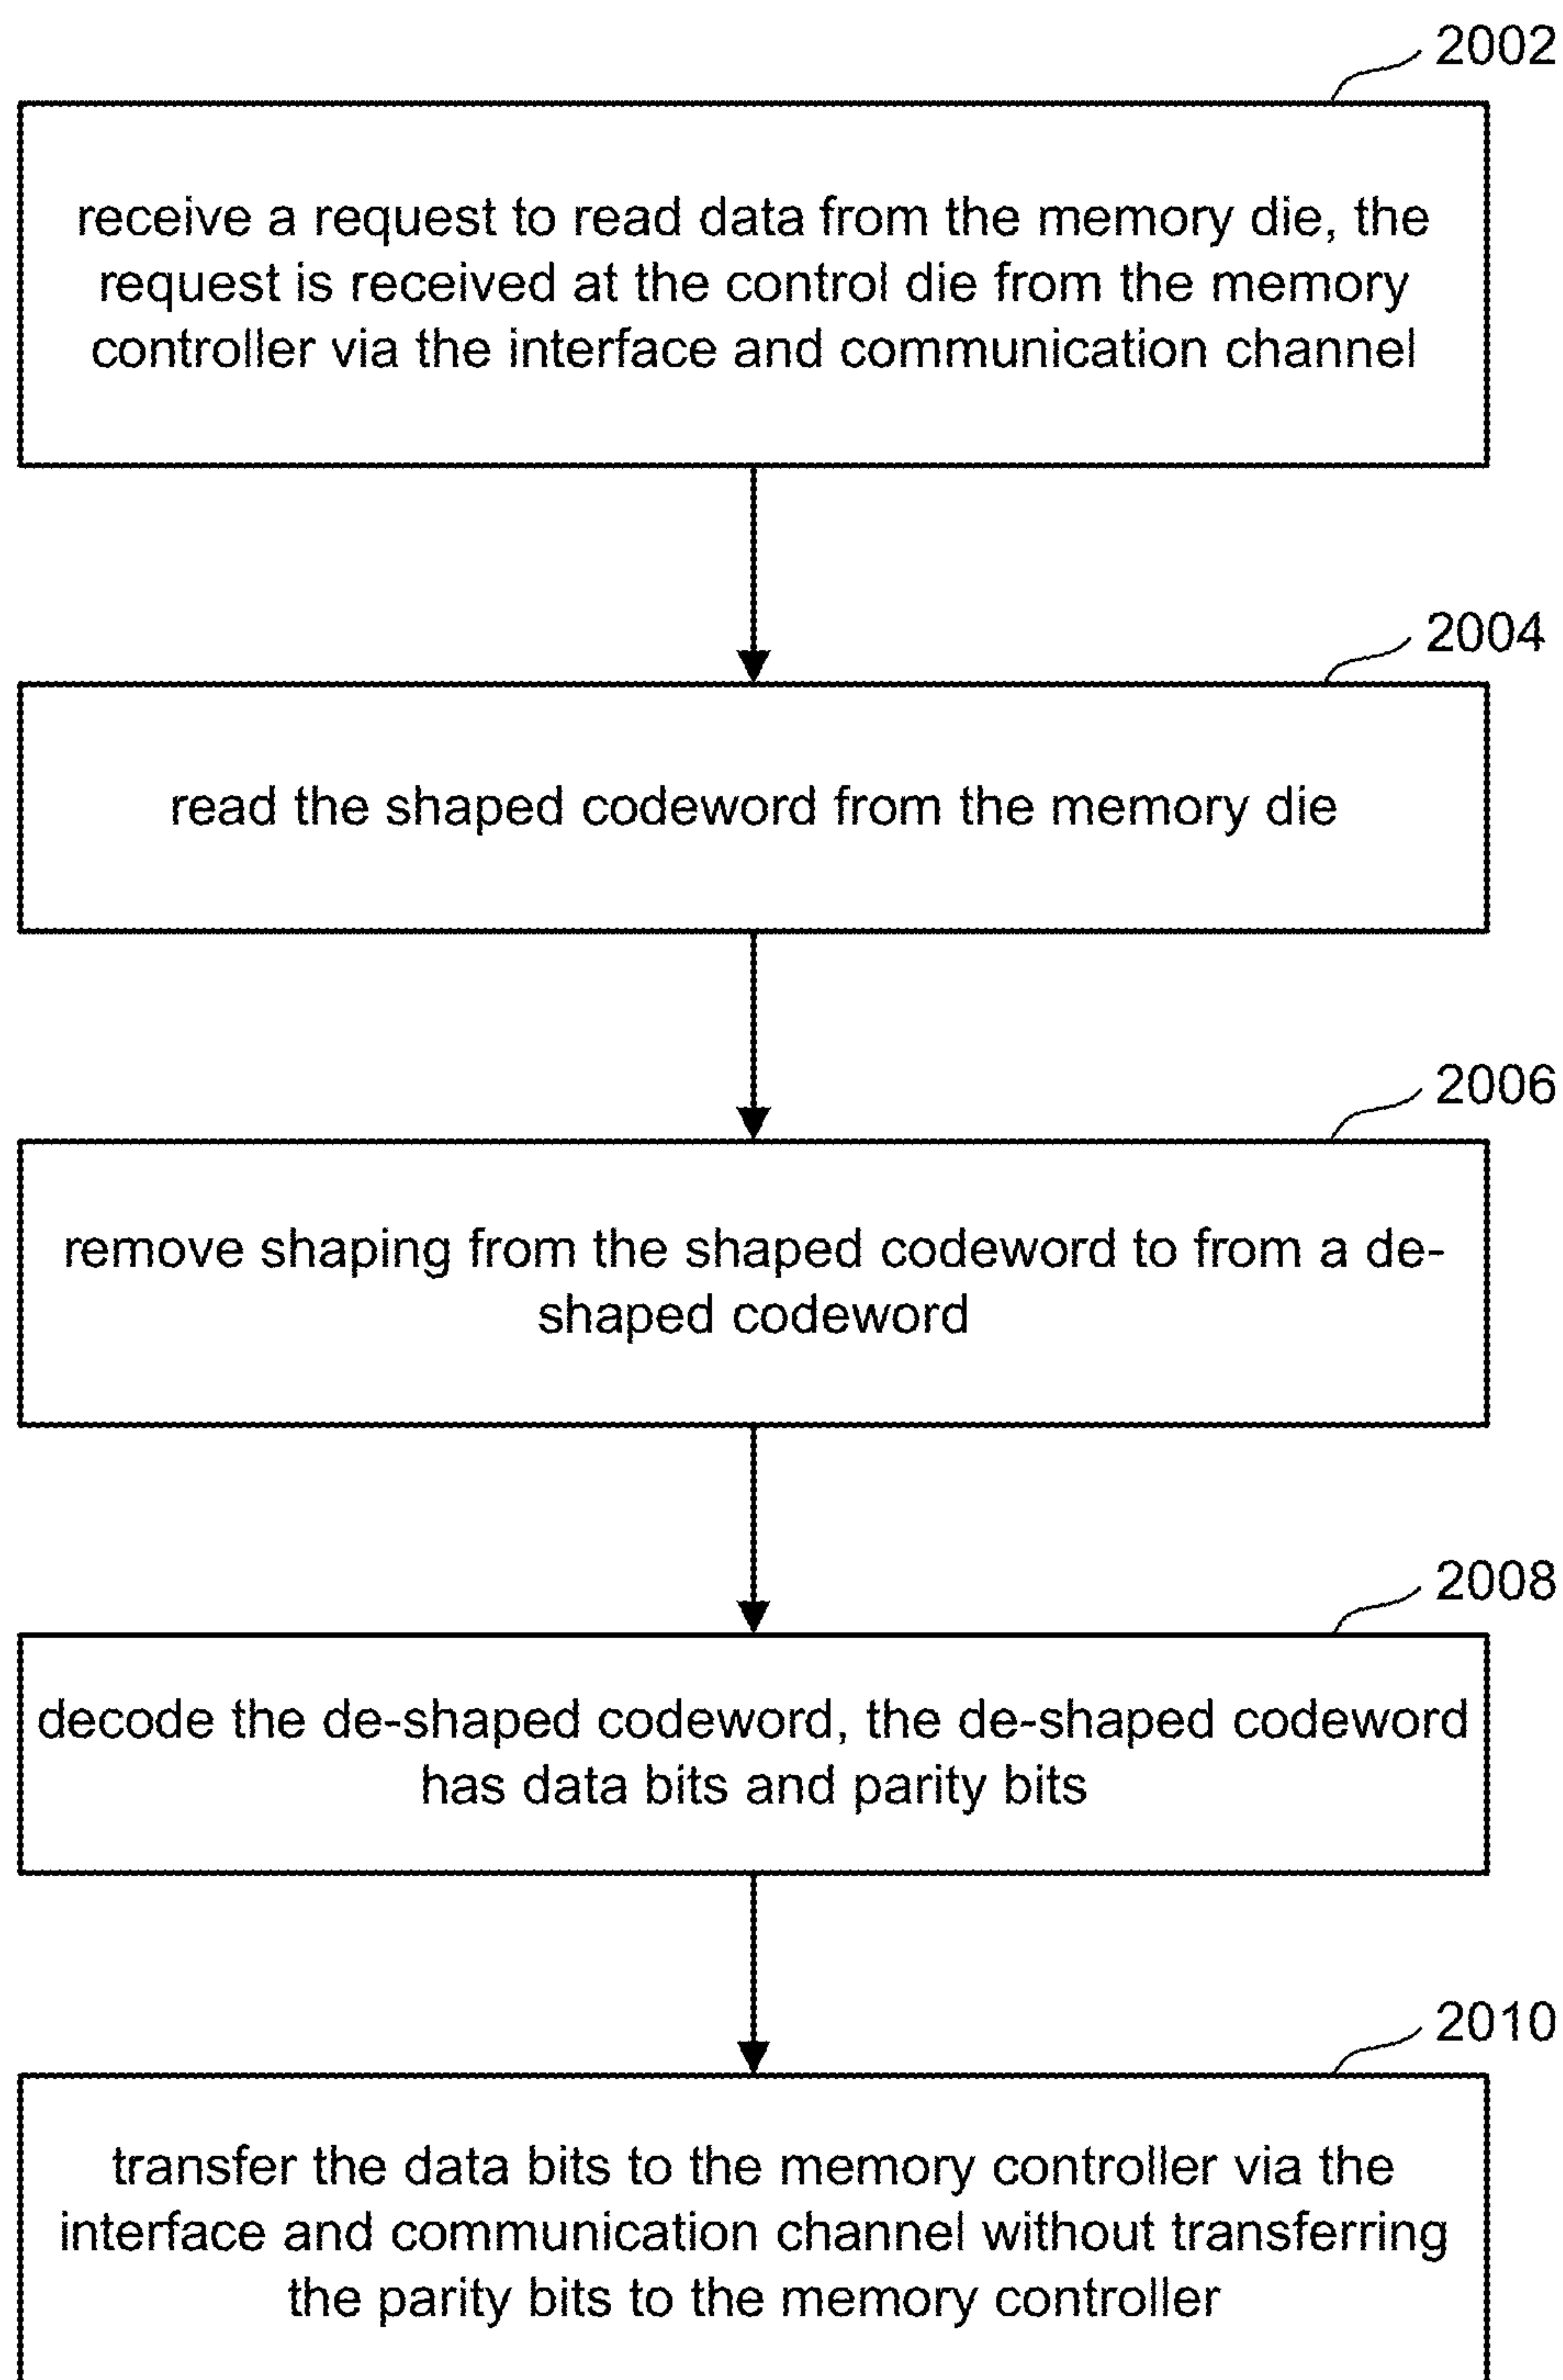 2002
receive a request to read data from the memory die, the
request is received at the control die from the memory
controller via the interface and communication channel
2004
read the shaped codeword from the memory die
2006
remove shaping from the shaped codeword to from a de-
shaped codeword
2008
decode the de-shaped codeword, the de-shaped codeword
has data bits and parity bits
2010
transfer the data bits to the memory controller via the
interface and communication channel without transferring
the parity bits to the memory controller